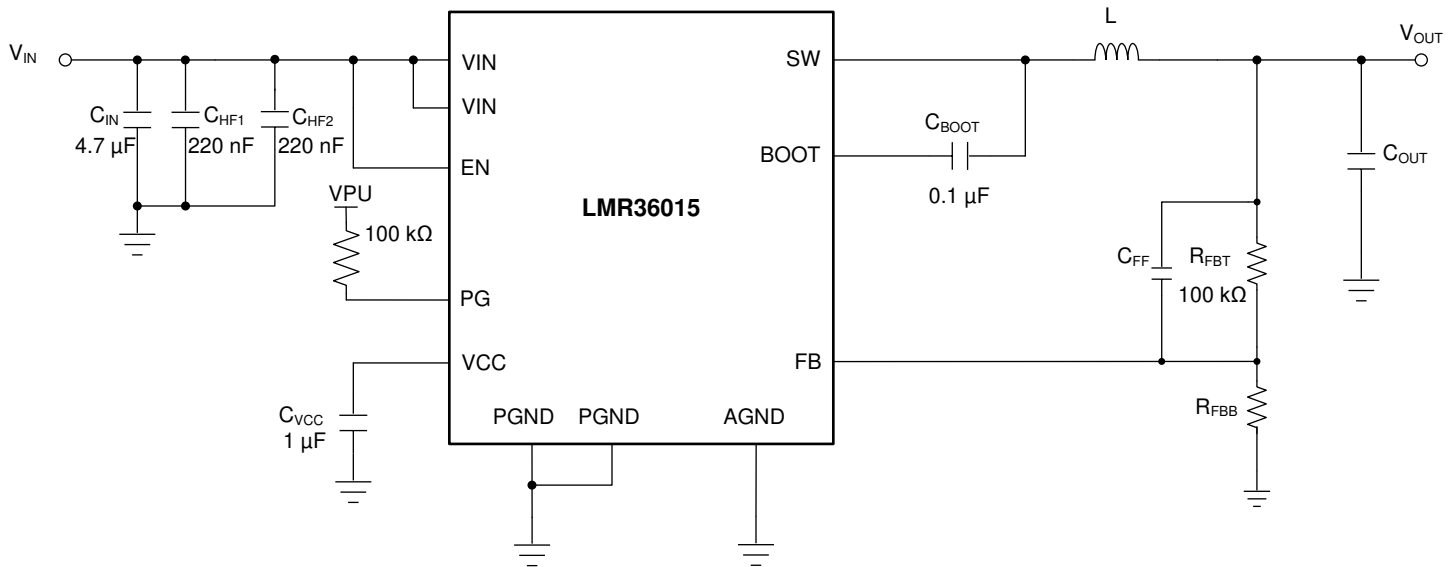 L
V_IN
V_OUT
VIN
SW
VIN
C_IN
4.7 µF
C_HF1
220 nF
C_HF2
220 nF
C_BOOT
0.1 µF
BOOT
EN
C_OUT
VPU
100 kΩ
LMR36015
C_FF
R_FBT
100 kΩ
PG
VCC
FB
C_VCC
1 µF
PGND
PGND
AGND
R_FBB